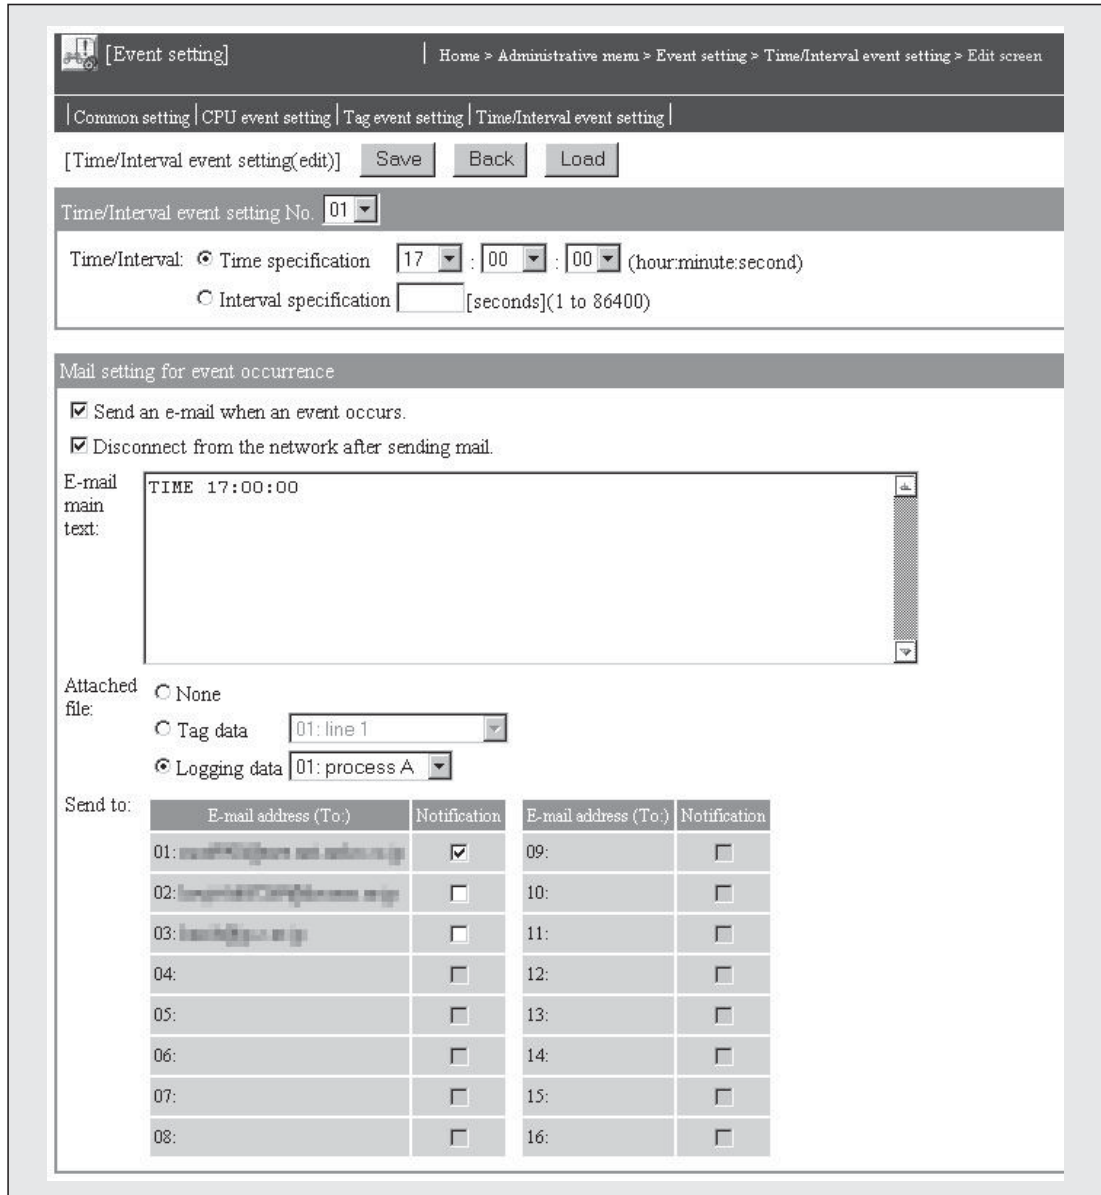 [Event setting]
Home > Administrative menu > Event setting > Time/Interval event setting > Edit screen
Common setting | CPU event setting | Tag event setting | Time/Interval event setting |
[Time/Interval event setting(edit)] Save Back Load
Time/Interval event setting No. 01
Time/Interval: Time specification 17 : 00 : 00 (hour:minute:second)
Interval specification [seconds](1 to 86400)
Mail setting for event occurrence
Send an e-mail when an event occurs.
Disconnect from the network after sending mail.
E-mail
main
text:
TIME 17:00:00
Attached
file:
None
Tag data 01: line 1
Logging data 01: process A
Send to:
E-mail address (To:) Notification E-mail address (To:) Notification
01: 09:
02: 10:
03: 11:
04: 12:
05: 13:
06: 14:
07: 15:
08: 16: